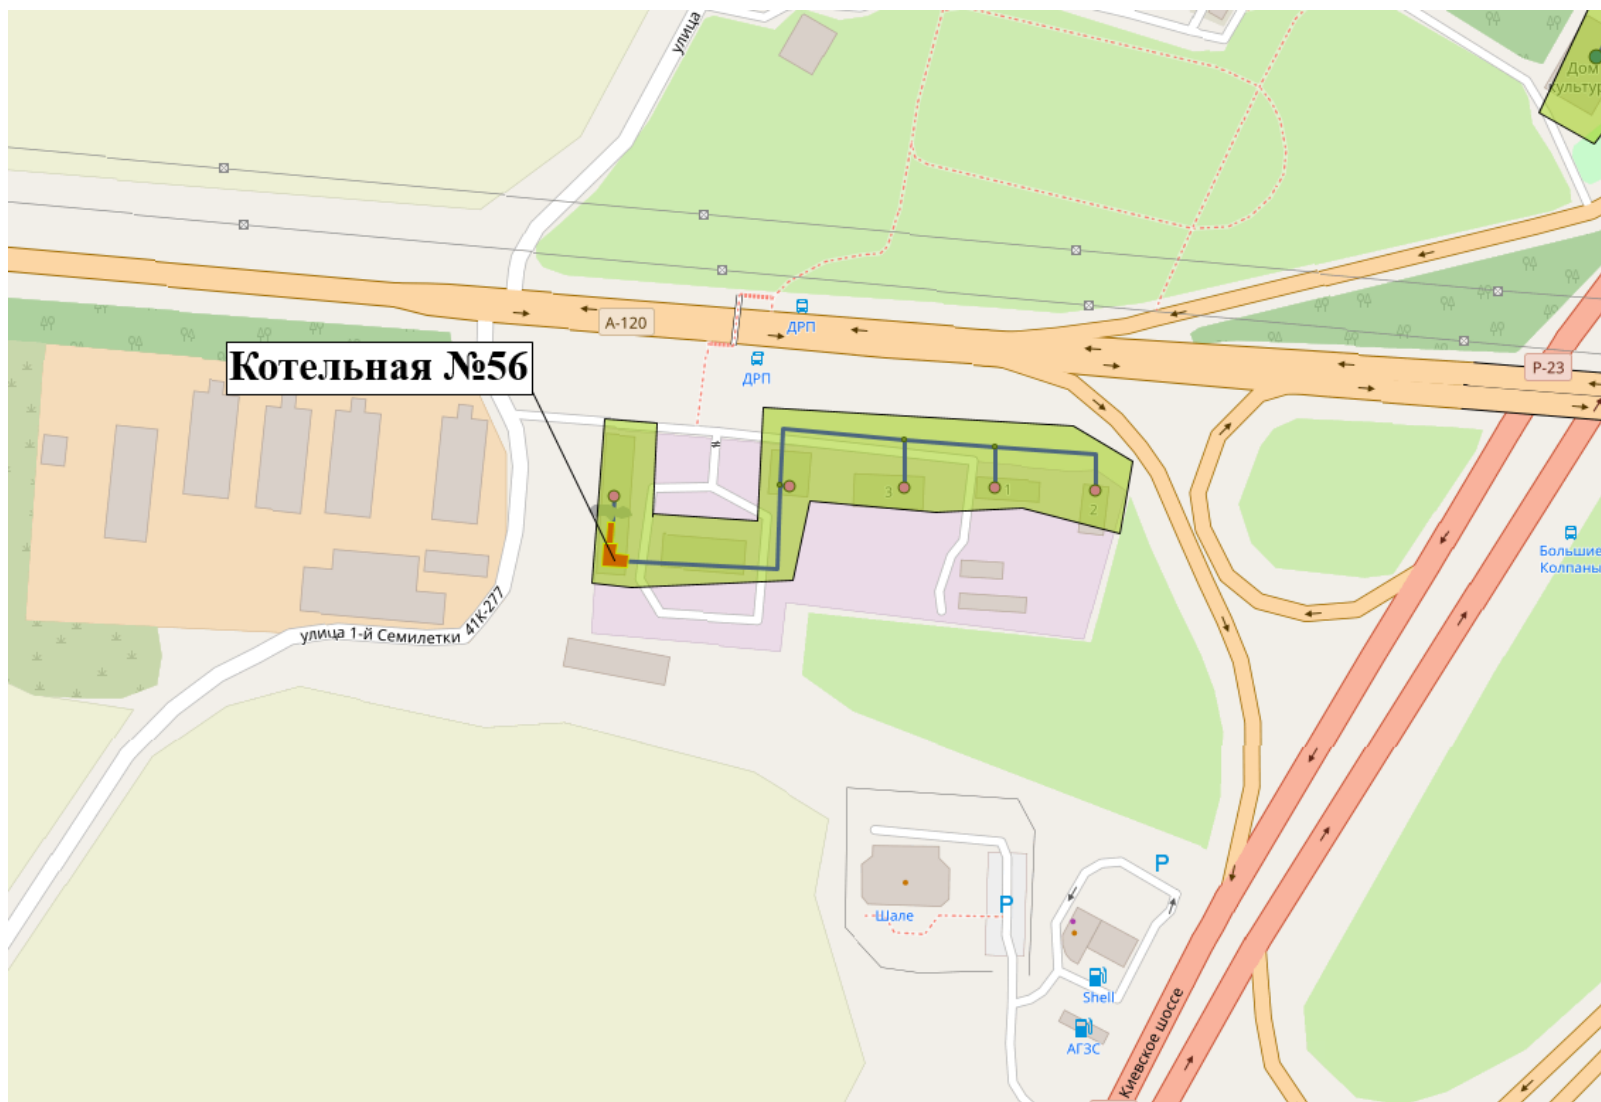 улица
Дом
культур
А-120
ДРП
ДРП
Р-23
Котельная №56
3
1
2
Большие
Колпаны
улица 1-й Семилетки
41К-277
Шале
P
P
Shell
АГЗС
Киевское шоссе